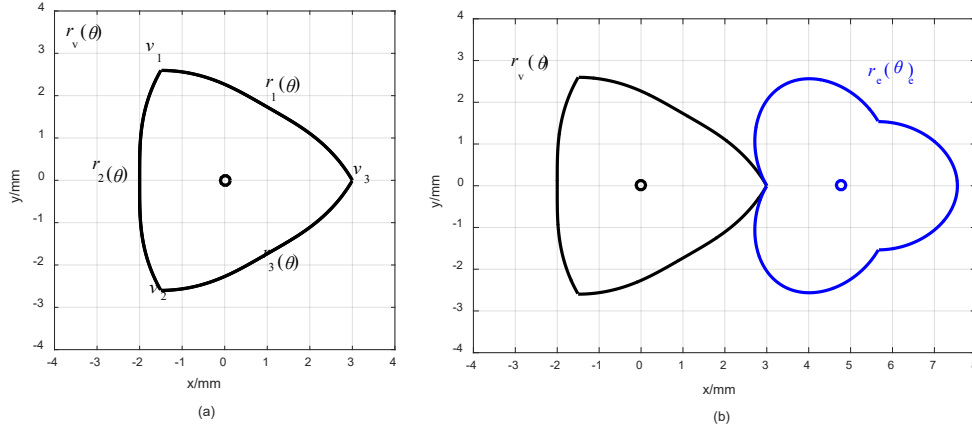 4
3
2
1
0
-1
-2
-3
-4
-4 -3 -2 -1 0 1 2 3 4
y/mm
x/mm
r_v(θ)
v_1
r_1(θ)
r_2(θ)
v_3
r_3(θ)
v_2
(a)
4
3
2
1
0
-1
-2
-3
-4
-4 -3 -2 -1 0 1 2 3 4 5 6 7 8
y/mm
x/mm
r_v(θ)
r_e(θ_e)
(b)